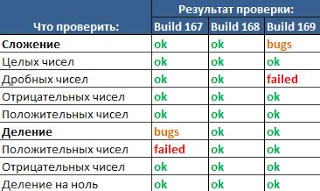 Результат проверки:
Что проверить: Build 167 Build 168 Build 169
Сложение ok ok bugs
Целых чисел ok ok ok
Дробных чисел ok ok failed
Отрицательных чисел ok ok ok
Положительных чисел ok ok ok
Деление bugs ok ok
Положительных чисел failed ok ok
Отрицательных чисел ok ok ok
Деление на ноль ok ok ok